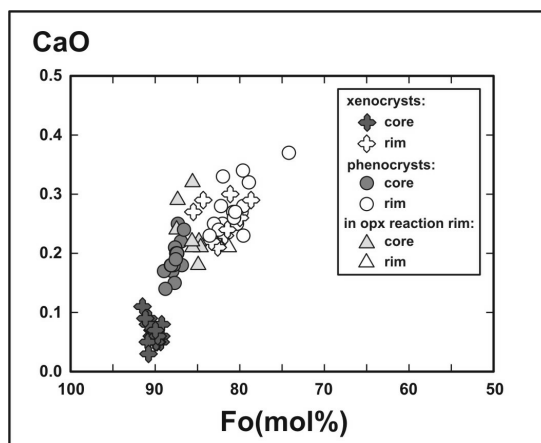 CaO
0.5
0.4
0.3
0.2
0.1
0.0
100 90 80 70 60 50
Fo(mol%)
xenocrysts:
core
rim
phenocrysts:
core
rim
in opx reaction rim:
core
rim